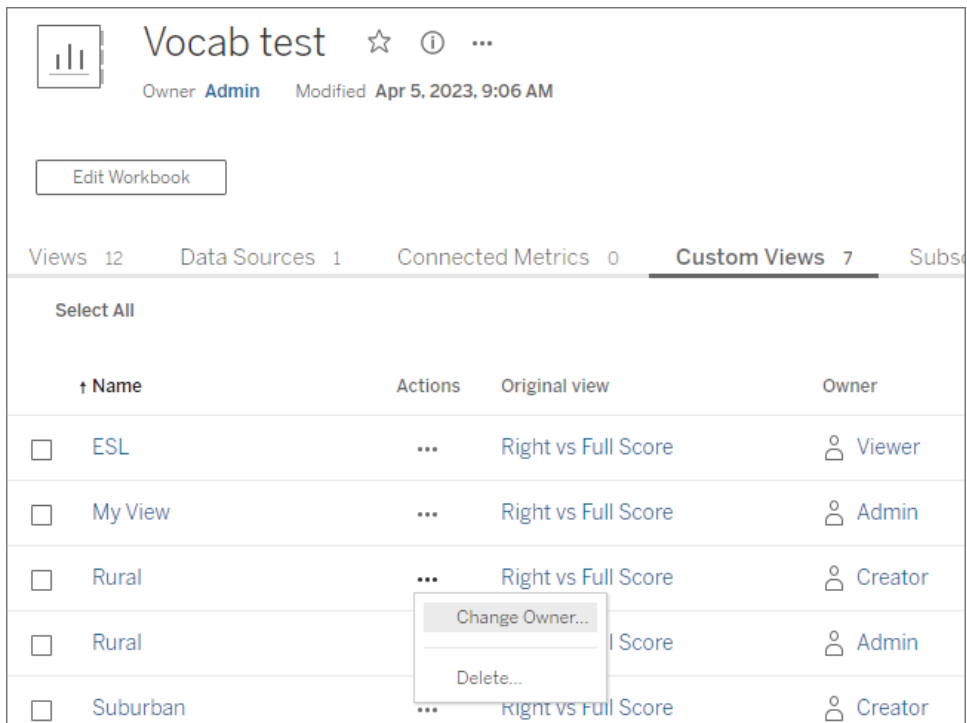 Vocab test
Owner Admin Modified Apr 5, 2023, 9:06 AM
Edit Workbook
Views 12 Data Sources 1 Connected Metrics 0 Custom Views 7
Select All
↑ Name Actions Original view Owner
ESL ••• Right vs Full Score Viewer
My View ••• Right vs Full Score Admin
Rural ••• Right vs Full Score Creator
Change Owner...
Rural l Score Admin
Delete...
Suburban ••• Right vs Full Score Creator